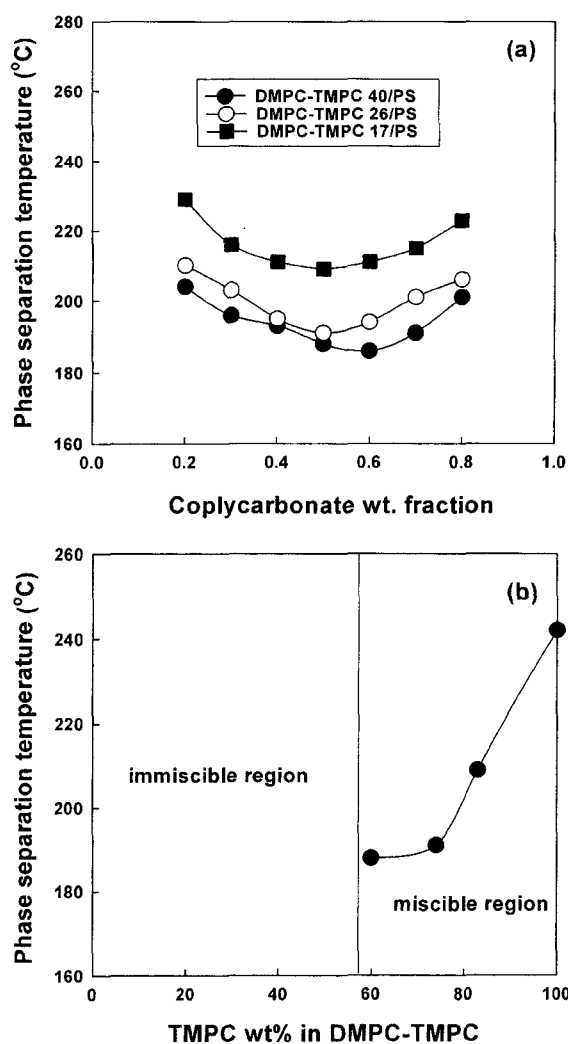 (a)
280
260
240
220
200
180
160
Phase separation temperature (°C)
DMPC-TMPC 40/PS
DMPC-TMPC 26/PS
DMPC-TMPC 17/PS
0.0 0.2 0.4 0.6 0.8 1.0
Coplycarbonate wt. fraction
(b)
260
240
220
200
180
160
Phase separation temperature (°C)
immiscible region
miscible region
0 20 40 60 80 100
TMPC wt% in DMPC-TMPC